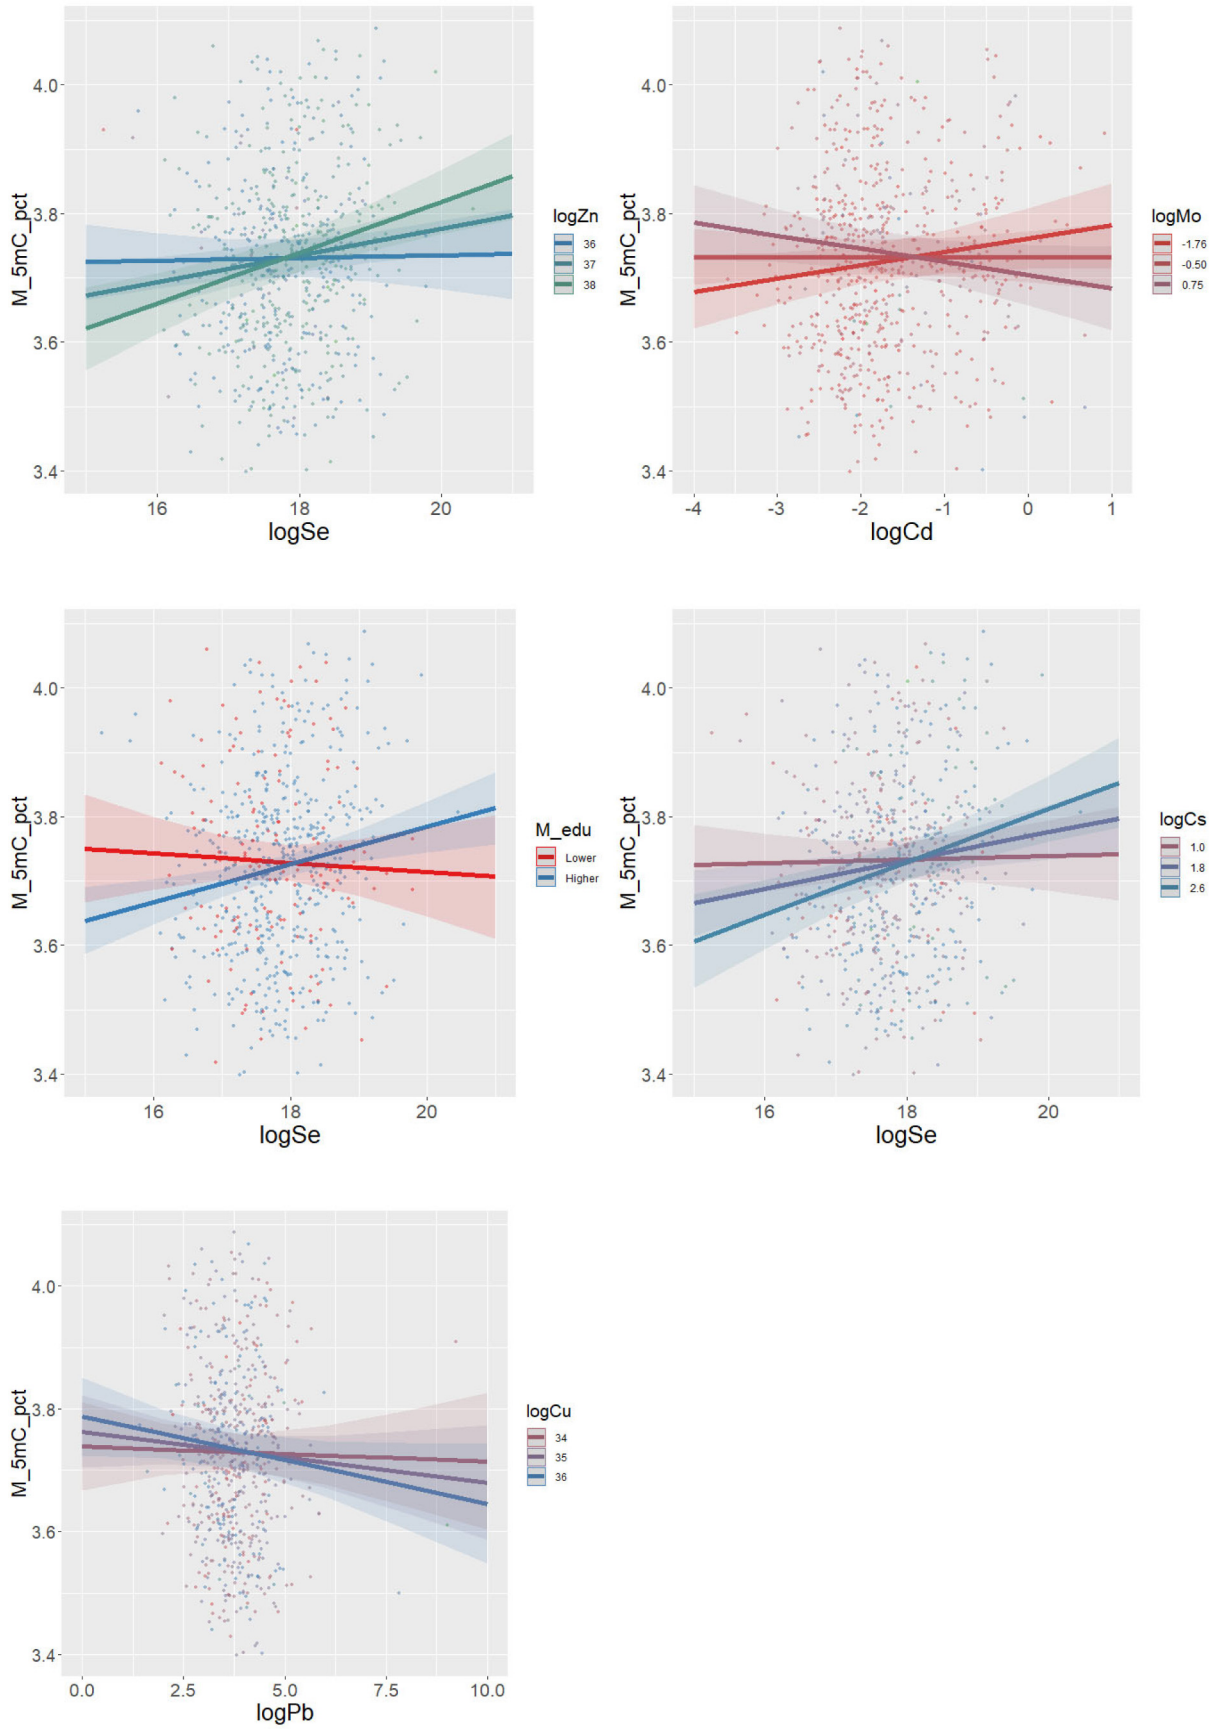 4.0
3.8
3.6
3.4
M_5mC_pct
16 18 20
logSe
logZn
36
37
38
4.0
3.8
3.6
3.4
M_5mC_pct
-4 -3 -2 -1 0 1
logCd
logMo
-1.76
-0.50
0.75
4.0
3.8
3.6
3.4
M_5mC_pct
16 18 20
logSe
M_edu
Lower
Higher
4.0
3.8
3.6
3.4
M_5mC_pct
16 18 20
logSe
logCs
1.0
1.8
2.6
4.0
3.8
3.6
3.4
M_5mC_pct
0.0 2.5 5.0 7.5 10.0
logPb
logCu
34
35
36